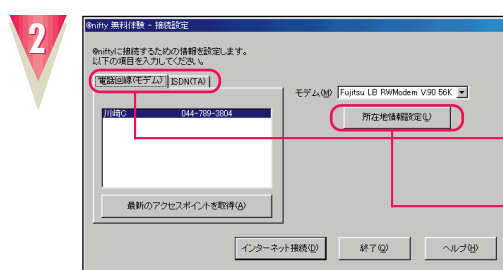 2
@nifty 無料体験 - 接続設定
@niftyに接続するための情報を設定します。
以下の項目を入力してください。
電話回線(モデム)
ISDN(TA)
モデム(M)
Fujitsu LB RWModem V.90 56K
川崎C 044-789-3804
所在地情報設定(L)
最新のアクセスポイントを取得(A)
インターネット接続(D)
終了(Q)
ヘルプ(H)